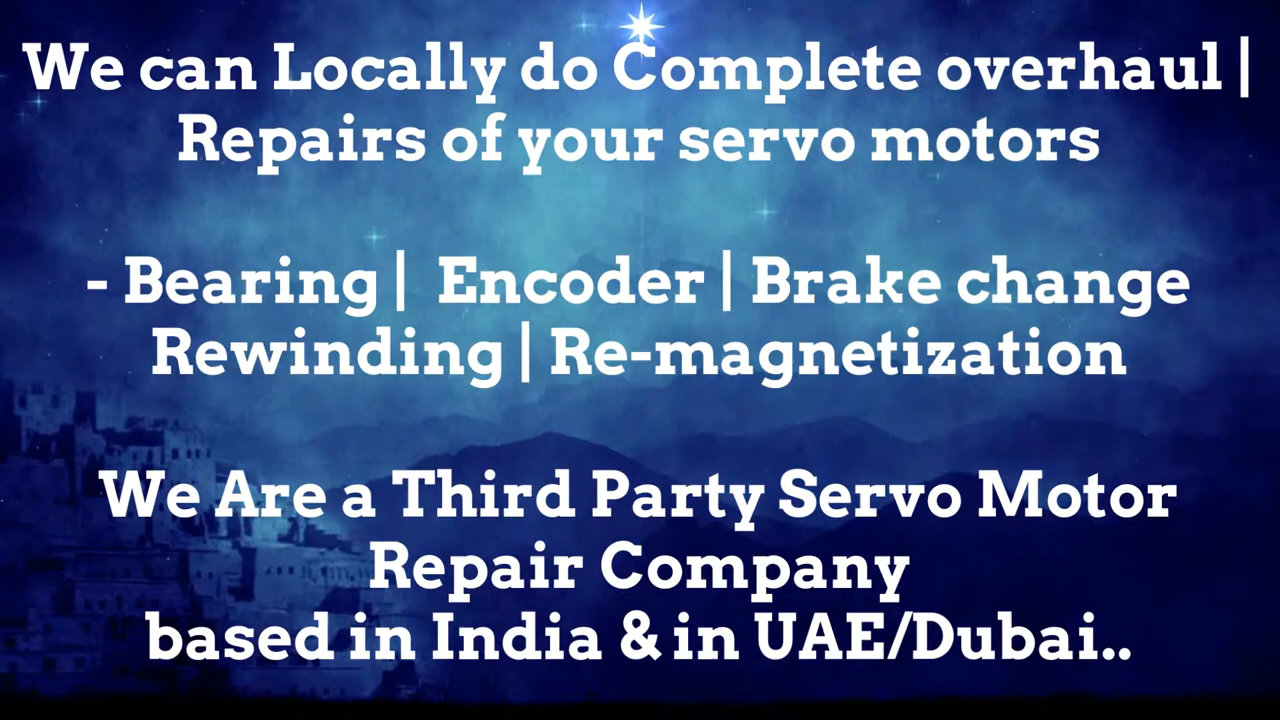 We can Locally do Complete overhaul |
Repairs of your servo motors
- Bearing |  Encoder | Brake change
Rewinding | Re-magnetization
We Are a Third Party Servo Motor
Repair Company
based in India & in UAE/Dubai..